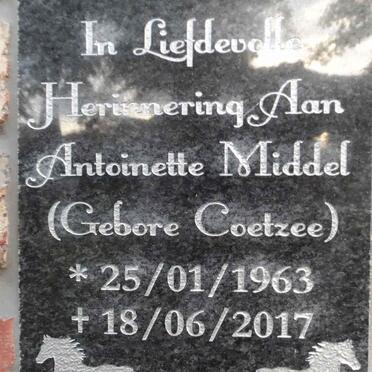 In Liefdevolle
Herinnering Aan
Antoinette Middel
(Gebore Coetzee)
* 25/01/1963
† 18/06/2017